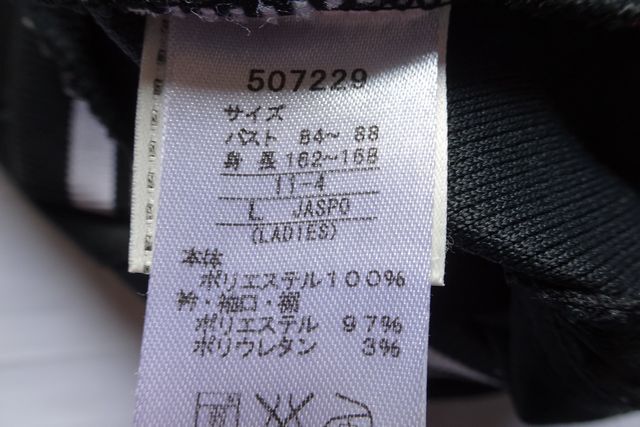 507229
サイズ
バスト 84～ 88
身 長 162～168
11-4
L JASPO
(LADIES)
本体
ポリエステル100%
衿・袖口・裾
ポリエステル 97%
ポリウレタン 3%